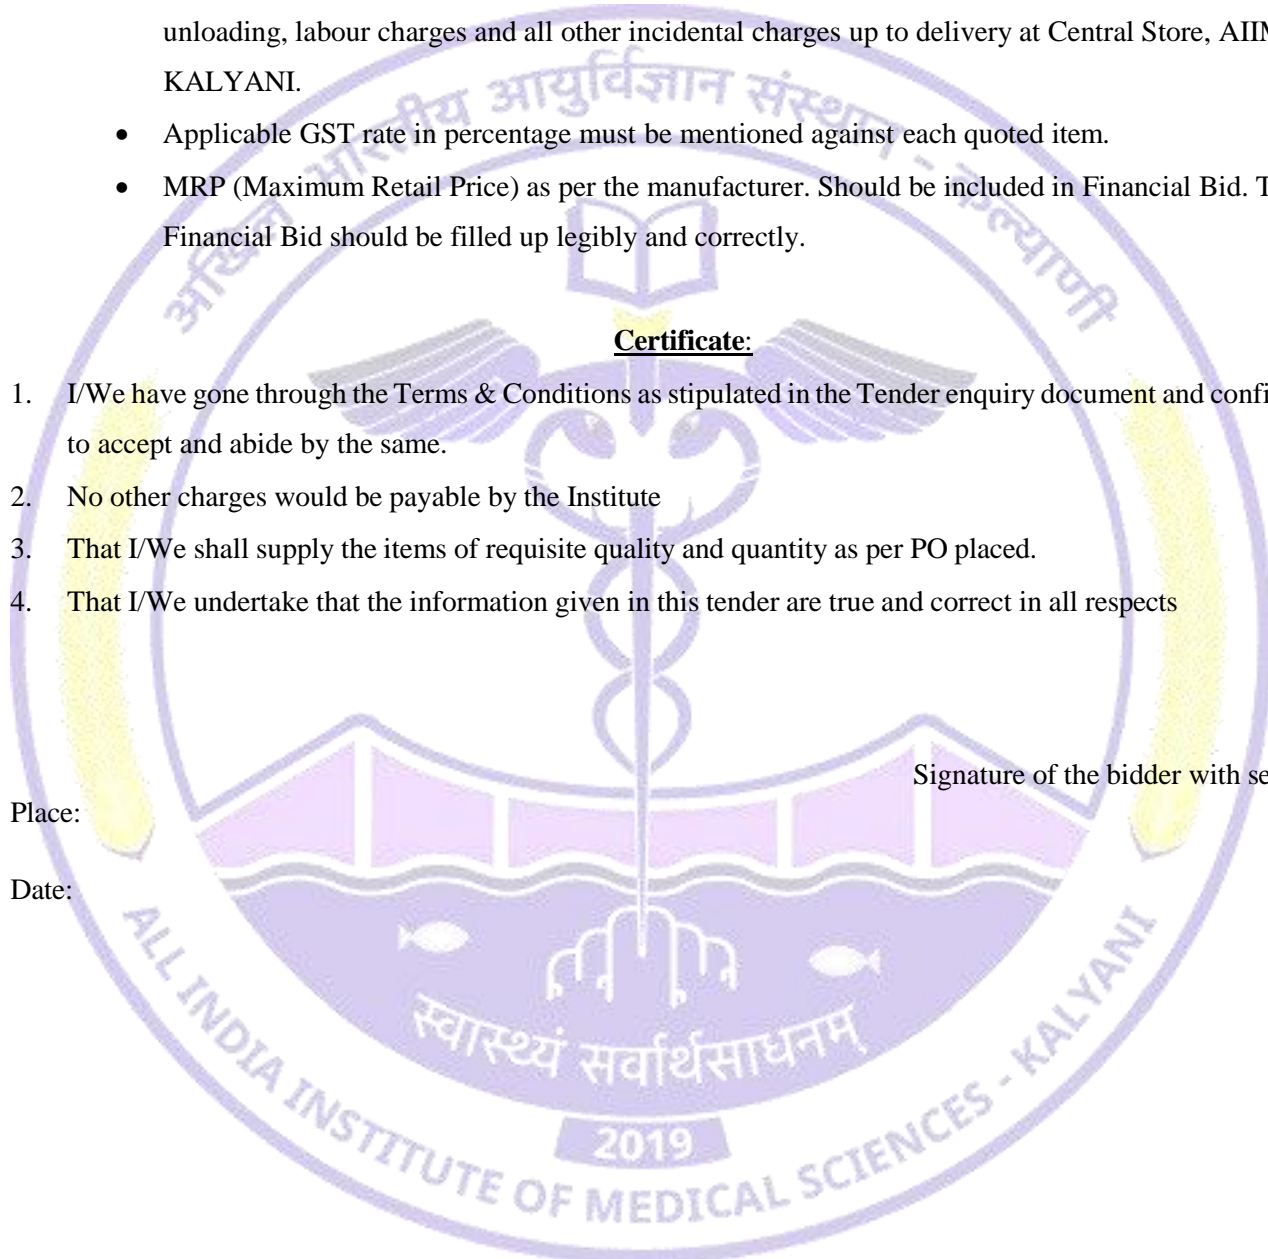 unloading, labour charges and all other incidental charges up to delivery at Central Store,
KALYANI.
• Applicable GST rate in percentage must be mentioned against each quoted item.
• MRP (Maximum Retail Price) as per the manufacturer. Should be included in Financial Bid.
Financial Bid should be filled up legibly and correctly.
Certificate:
1. I/We have gone through the Terms & Conditions as stipulated in the Tender enquiry document and
to accept and abide by the same.
2. No other charges would be payable by the Institute
3. That I/We shall supply the items of requisite quality and quantity as per PO placed.
4. That I/We undertake that the information given in this tender are true and correct in all respects
Signature of the bidder with
Place:
Date:
अखिल भारतीय आयुर्विज्ञान संस्थान - कल्याणी
स्वास्थ्यं सर्वार्थसाधनम्
2019
ALL INDIA INSTITUTE OF MEDICAL SCIENCES - KALYANI